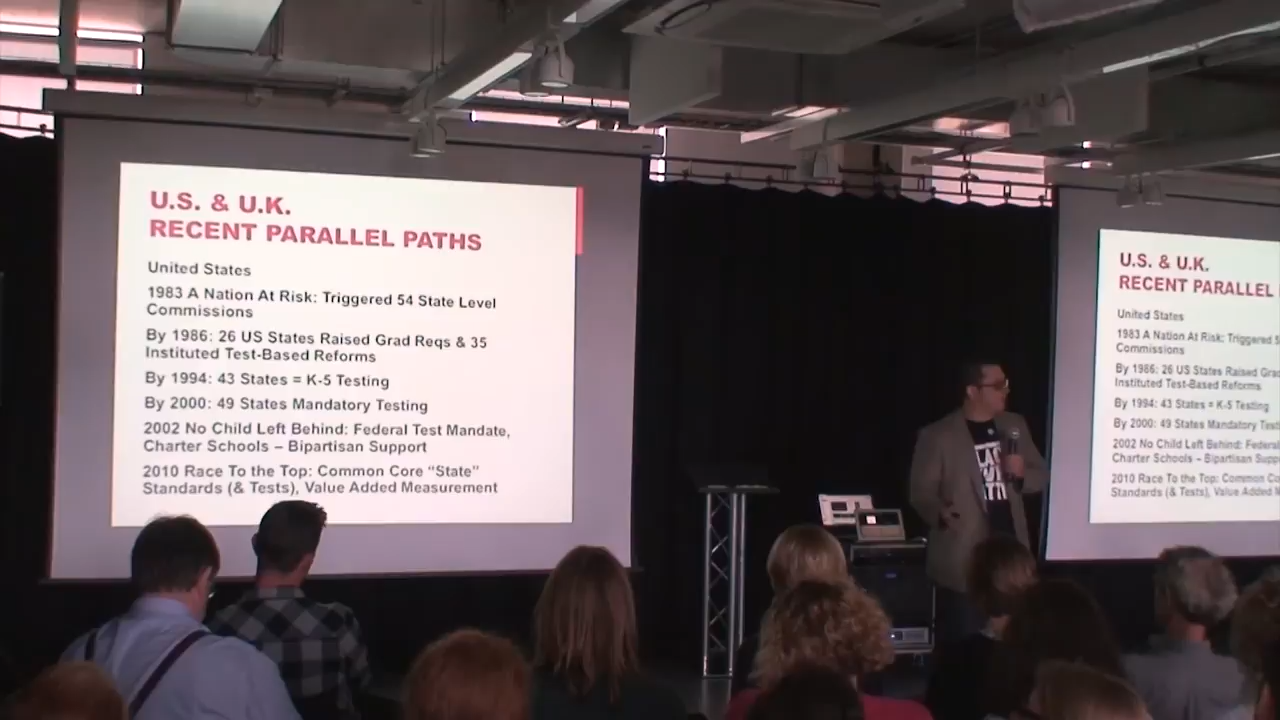 U.S. & U.K.
RECENT PARALLEL PATHS
United States
1983 A Nation At Risk: Triggered 54 State Level
Commissions
By 1986: 26 US States Raised Grad Reqs & 35
Instituted Test-Based Reforms
By 1994: 43 States = K-5 Testing
By 2000: 49 States Mandatory Testing
2002 No Child Left Behind: Federal Test Mandate,
Charter Schools – Bipartisan Support
2010 Race To the Top: Common Core “State”
Standards (& Tests), Value Added Measurement
U.S. & U.K.
RECENT PARALLEL
United States
1983 A Nation At Risk: Triggered 5
Commissions
By 1986: 26 US States Raised Grad
Instituted Test-Based Reforms
By 1994: 43 States = K-5 Testing
By 2000: 49 States Mandatory Test
2002 No Child Left Behind: Federal
Charter Schools – Bipartisan Supp
2010 Race To the Top: Common Co
Standards (& Tests), Value Added